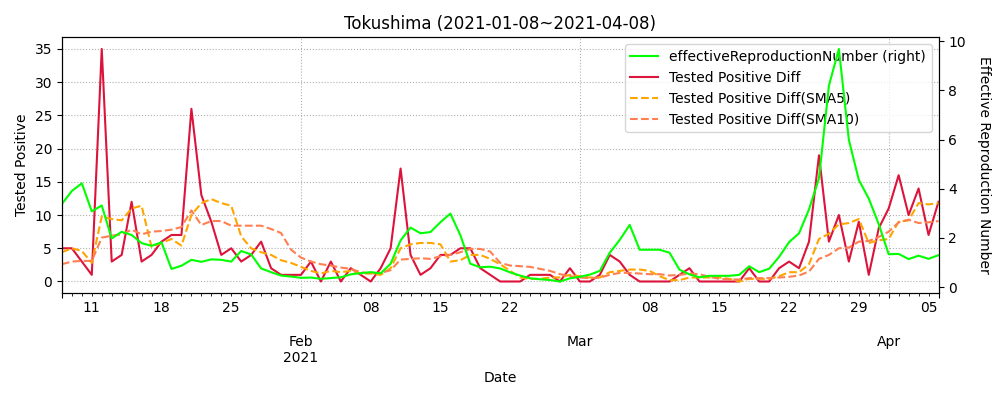 Tokushima (2021-01-08~2021-04-08)
effectiveReproductionNumber (right)
Tested Positive Diff
Tested Positive Diff(SMA5)
Tested Positive Diff(SMA10)
Tested Positive
35
30
25
20
15
10
5
0
Effective Reproduction Number
10
8
6
4
2
0
11 18 25 08 15 22 08 15 22 29 05
Feb Mar Apr
2021
Date